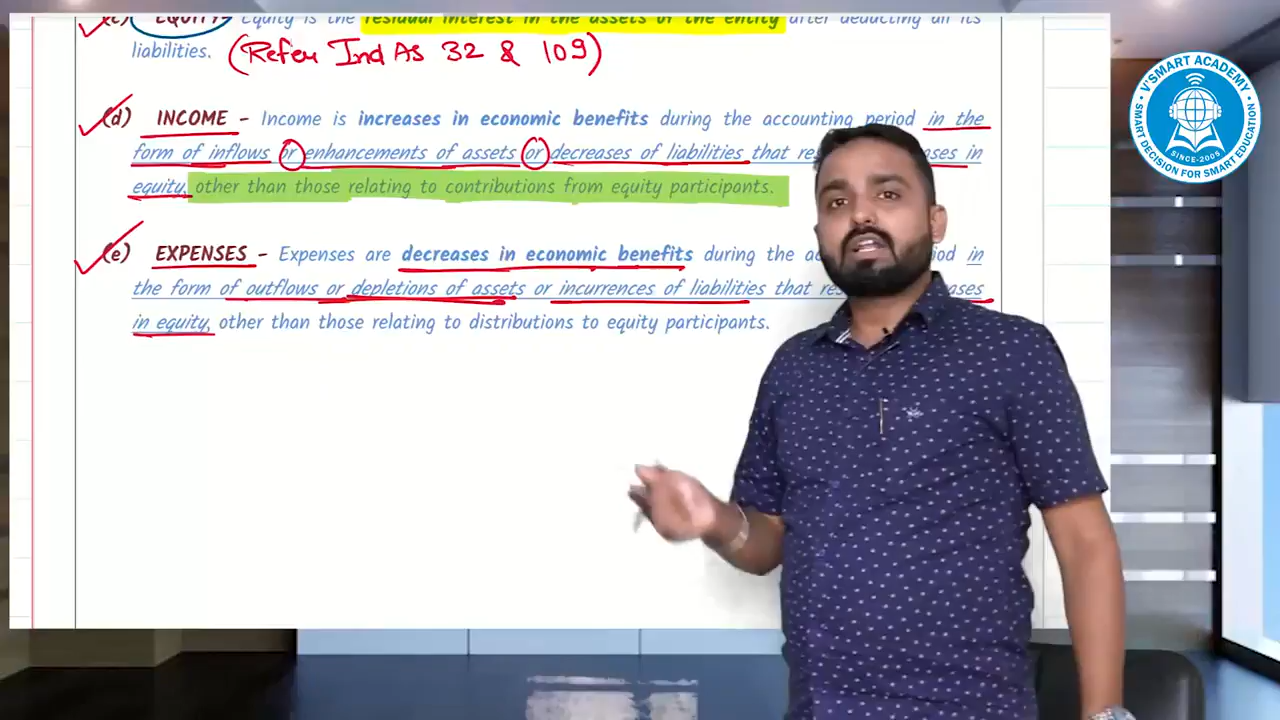 EQUITY Equity is the residual interest in the assets of the entity after deducting all its
liabilities. (Refer Ind As 32 & 109)
(d) INCOME - Income is increases in economic benefits during the accounting period in the
form of inflows or enhancements of assets or decreases of liabilities that in
equity, other than those relating to contributions from equity participants.
(e) EXPENSES - Expenses are decreases in economic benefits during the in
the form of outflows or depletions of assets or incurrences of liabilities that
in equity, other than those relating to distributions to equity participants.
V'SMART ACADEMY
SINCE-2006
SMART DECISION FOR SMART EDUCATION